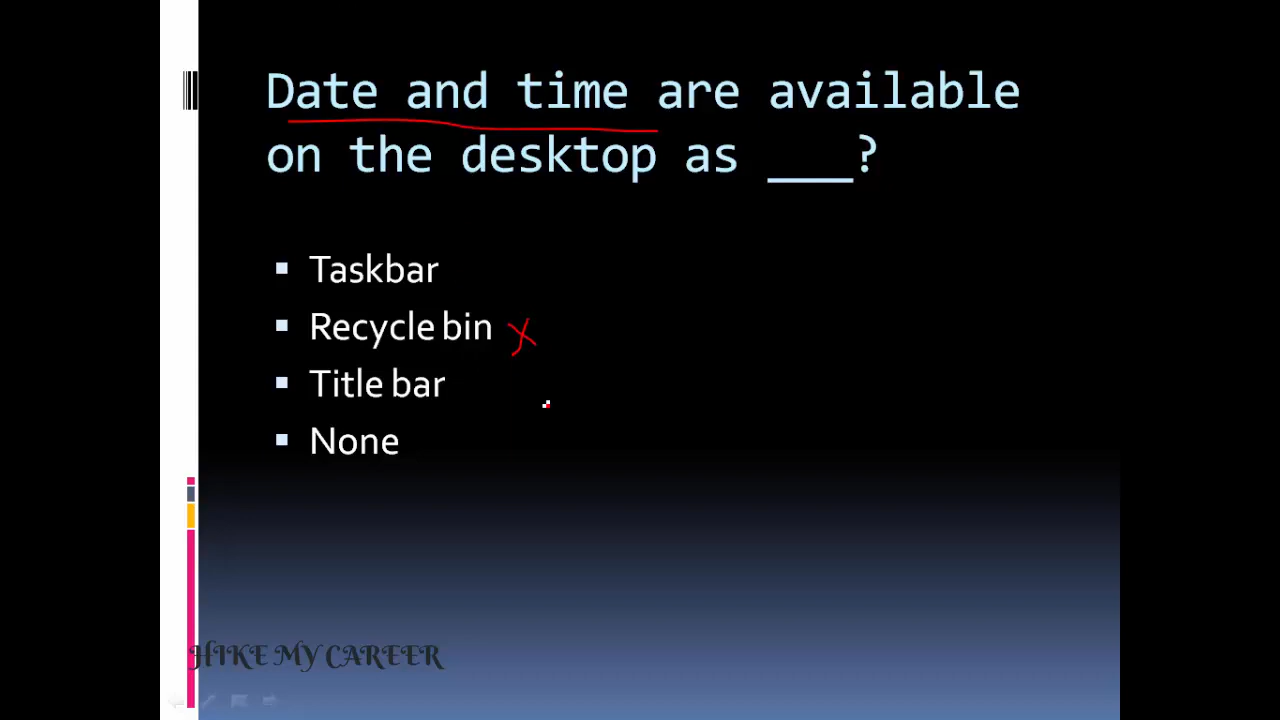 Date and time are available
on the desktop as ___?
Taskbar
Recycle bin
Title bar
None
HIKE MY CAREER